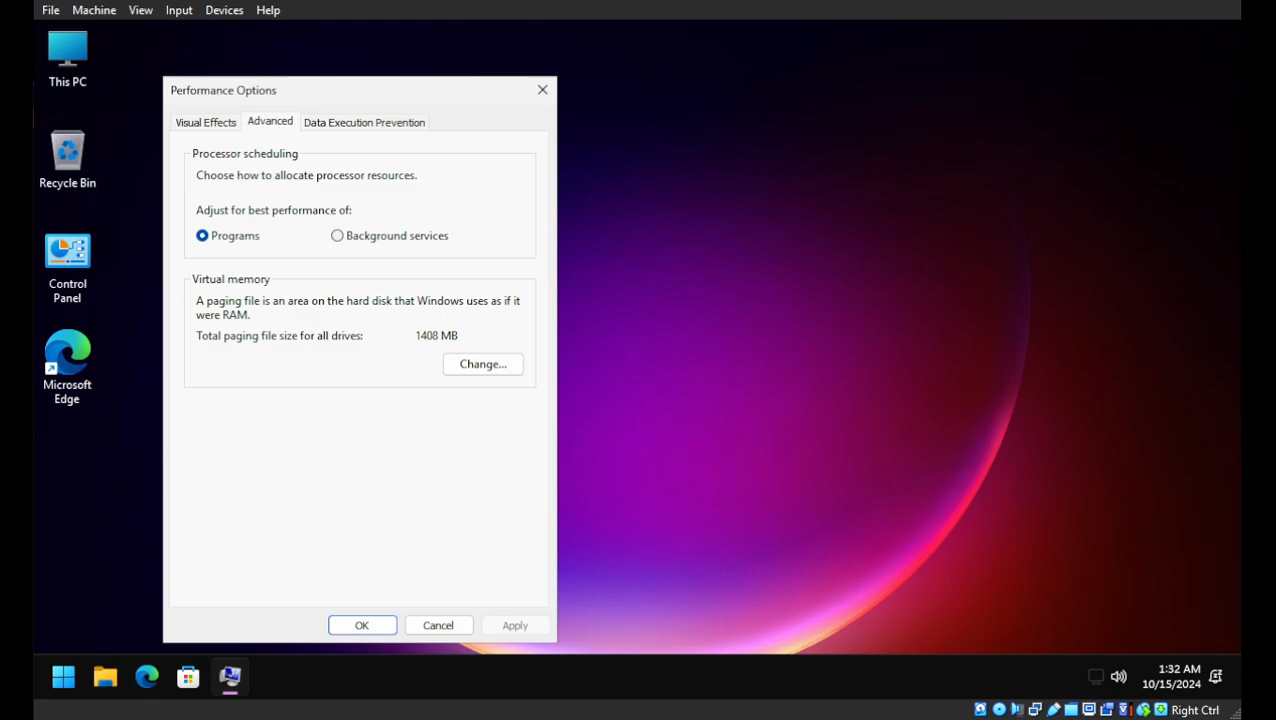 File Machine View Input Devices Help
This PC
Recycle Bin
Control
Panel
Microsoft
Edge
Performance Options
Visual Effects Advanced Data Execution Prevention
Processor scheduling
Choose how to allocate processor resources.
Adjust for best performance of:
Programs Background services
Virtual memory
A paging file is an area on the hard disk that Windows uses as if it
were RAM.
Total paging file size for all drives: 1408 MB
Change...
OK Cancel Apply
1:32 AM
10/15/2024
Right Ctrl